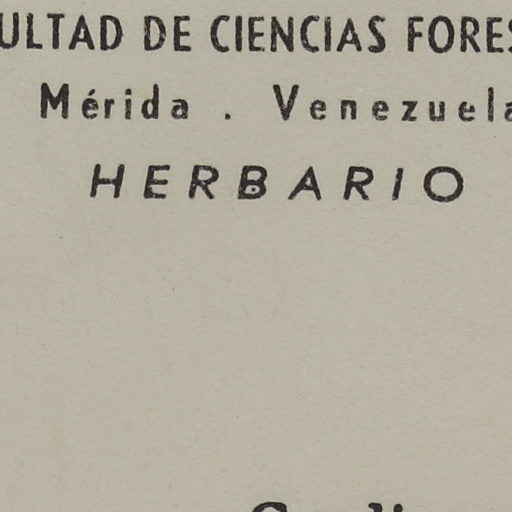 ULTAD DE CIENCIAS FORES
Mérida . Venezuela
HERBARIO